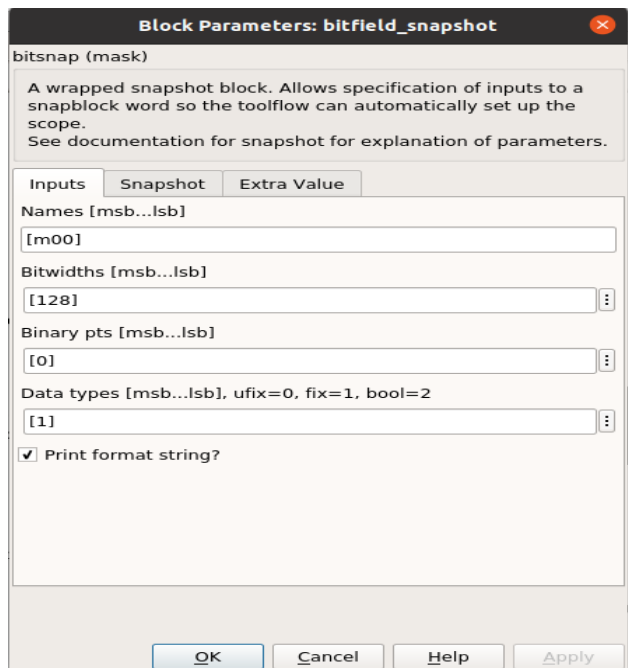 Block Parameters: bitfield_snapshot
bitsnap (mask)
A wrapped snapshot block. Allows specification of inputs to a
snapblock word so the toolflow can automatically set up the
scope.
See documentation for snapshot for explanation of parameters.
Inputs Snapshot Extra Value
Names [msb...lsb]
[m00]
Bitwidths [msb...lsb]
[128]
Binary pts [msb...lsb]
[0]
Data types [msb...lsb], ufix=0, fix=1, bool=2
[1]
Print format string?
OK Cancel Help Apply